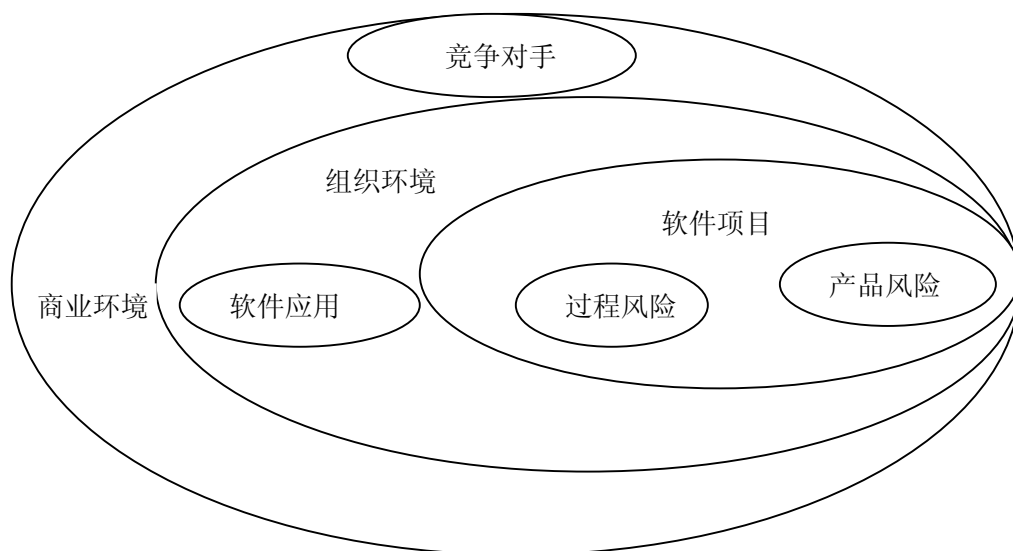 竞争对手
组织环境
软件项目
产品风险
商业环境
软件应用
过程风险